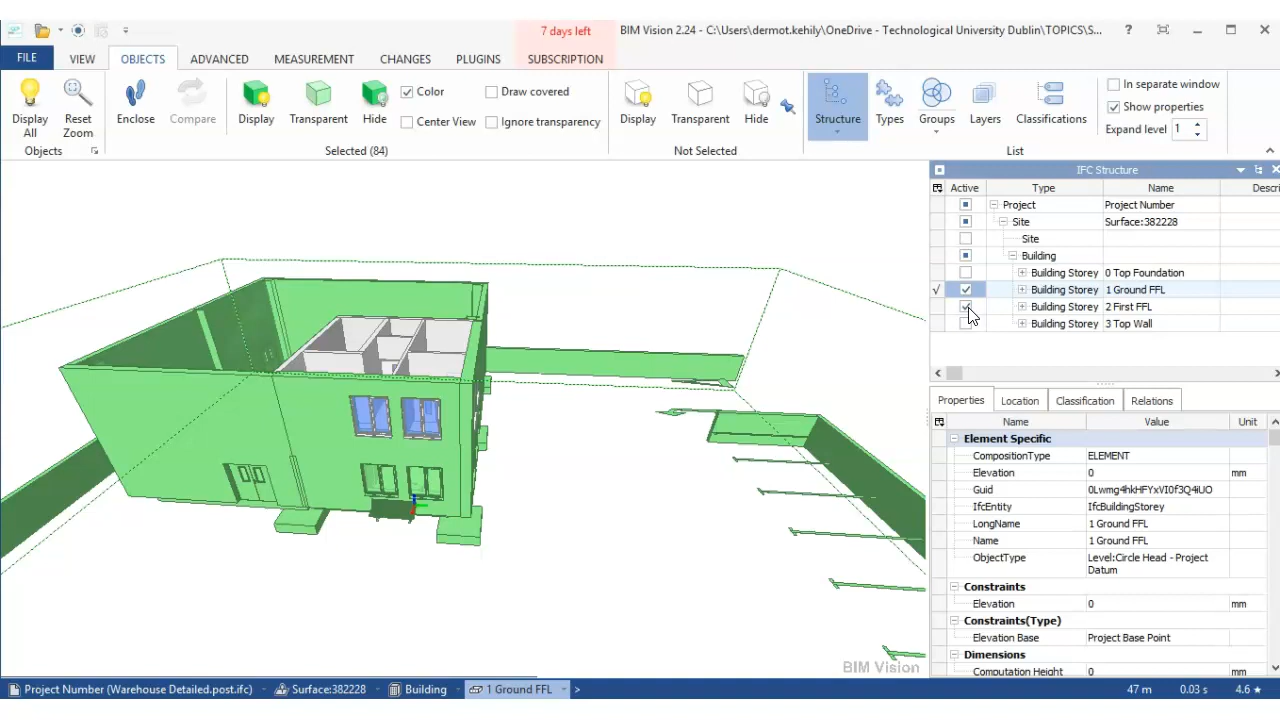 7 days left
BIM Vision 2.24 - C:\Users\dermot.kehily\OneDrive - Technological University Dublin\TOPICS\S...
FILE VIEW OBJECTS ADVANCED MEASUREMENT CHANGES PLUGINS SUBSCRIPTION
Color Draw covered
Center View Ignore transparency
Display All Reset Zoom Enclose Compare Display Transparent Hide Display Transparent Hide Structure Types Groups Layers Classifications
In separate window
Show properties
Expand level 1
Objects Selected (84) Not Selected List
IFC Structure
Active Type Name Descri
Project Project Number
Site Surface:382228
Site
Building
Building Storey 0 Top Foundation
Building Storey 1 Ground FFL
Building Storey 2 First FFL
Building Storey 3 Top Wall
Properties Location Classification Relations
Name Value Unit
Element Specific
CompositionType ELEMENT
Elevation 0 mm
Guid 0Lwmg4hkHFYxVI0f3Q4iUO
IfcEntity IfcBuildingStorey
LongName 1 Ground FFL
Name 1 Ground FFL
ObjectType Level:Circle Head - Project
Datum
Constraints
Elevation 0 mm
Constraints(Type)
Elevation Base Project Base Point
Dimensions
Computation Height 0 mm
BIM Vision
Project Number (Warehouse Detailed.post.ifc) Surface:382228 Building 1 Ground FFL > 47 m 0.03 s 4.6 ★